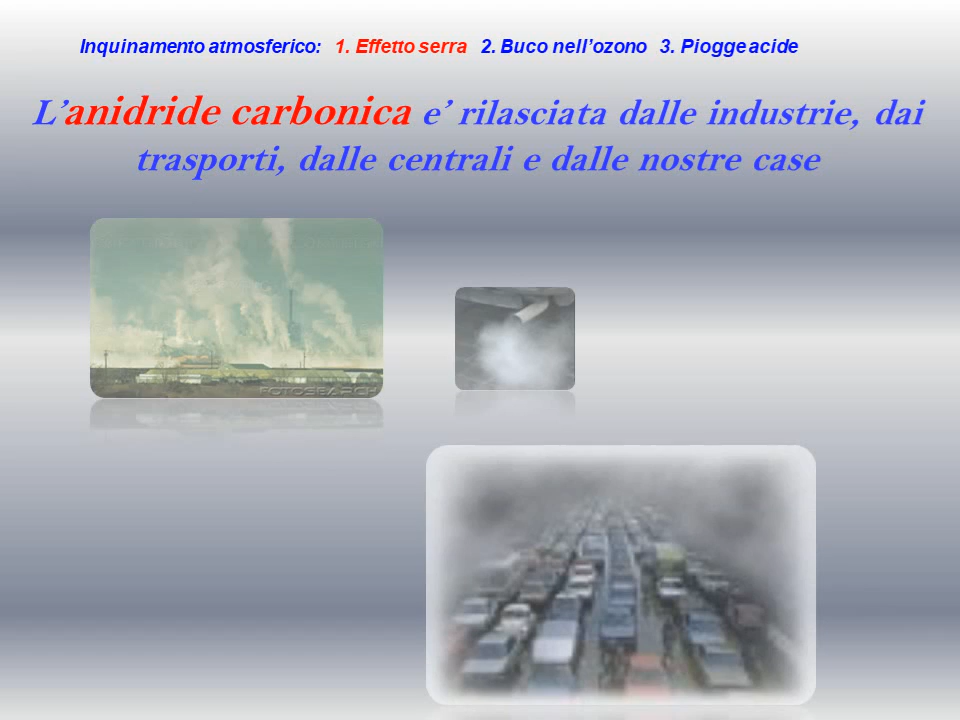 Inquinamento atmosferico: 1. Effetto serra 2. Buco nell’ozono 3. Piogge acide
L’anidride carbonica e’ rilasciata dalle industrie, dai
trasporti, dalle centrali e dalle nostre case
FOTOSEARCH